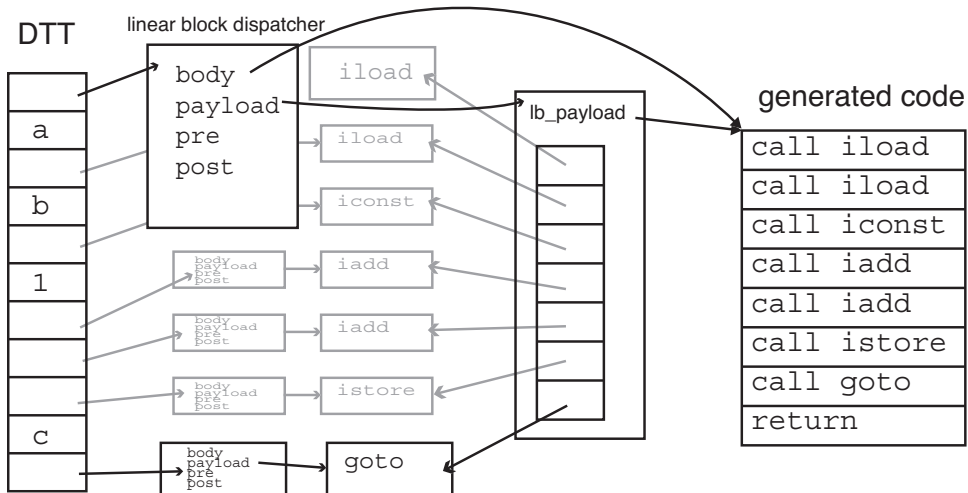 DTT
linear block dispatcher
generated code
a
b
1
c
body
payload
pre
post
iload
iload
iconst
body
payload
pre
post
iadd
body
payload
pre
post
iadd
body
payload
pre
post
istore
body
payload
pre
post
goto
lb_payload
call iload
call iload
call iconst
call iadd
call iadd
call istore
call goto
return